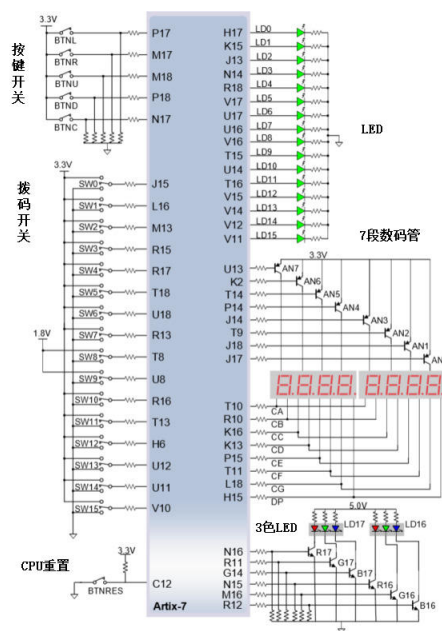 3.3V
按键开关
BTNL
BTNR
BTNU
BTND
BTNC
P17
M17
M18
P18
N17
3.3V
拨码开关
SW0
SW1
SW2
SW3
SW4
SW5
SW6
SW7
SW8
SW9
SW10
SW11
SW12
SW13
SW14
SW15
1.8V
J15
L16
M13
R15
R17
T18
U18
R13
T8
U8
R16
T13
H6
U12
U11
V10
CPU重置
3.3V
BTNRES
C12
Artix-7
H17 LD0
K15 LD1
J13 LD2
N14 LD3
R18 LD4
V17 LD5
U17 LD6
U16 LD7
V16 LD8
T15 LD9
U14 LD10
T16 LD11
V15 LD12
V14 LD13
V12 LD14
V11 LD15
LED
7段数码管
3.3V
U13 AN7
K2 AN6
T14 AN5
P14 AN4
J14 AN3
T9 AN2
J18 AN1
J17
T10 CA
R10 CB
K16 CC
K13 CD
P15 CE
T11 CF
L18 CG
H15 DP
5.0V
3色LED
LD17
LD16
N16 R17
R11 G17
G14 B17
N15 R16
M16 G16
R12 B16